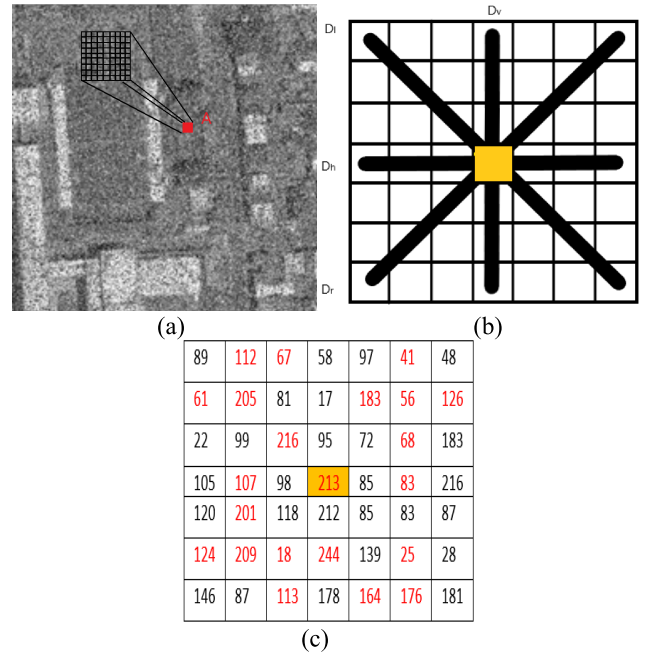 A
(a)
Dv
Dl
Dh
Dr
(b)
89 112 67 58 97 41 48
61 205 81 17 183 56 126
22 99 216 95 72 68 183
105 107 98 213 85 83 216
120 201 118 212 85 83 87
124 209 18 244 139 25 28
146 87 113 178 164 176 181
(c)